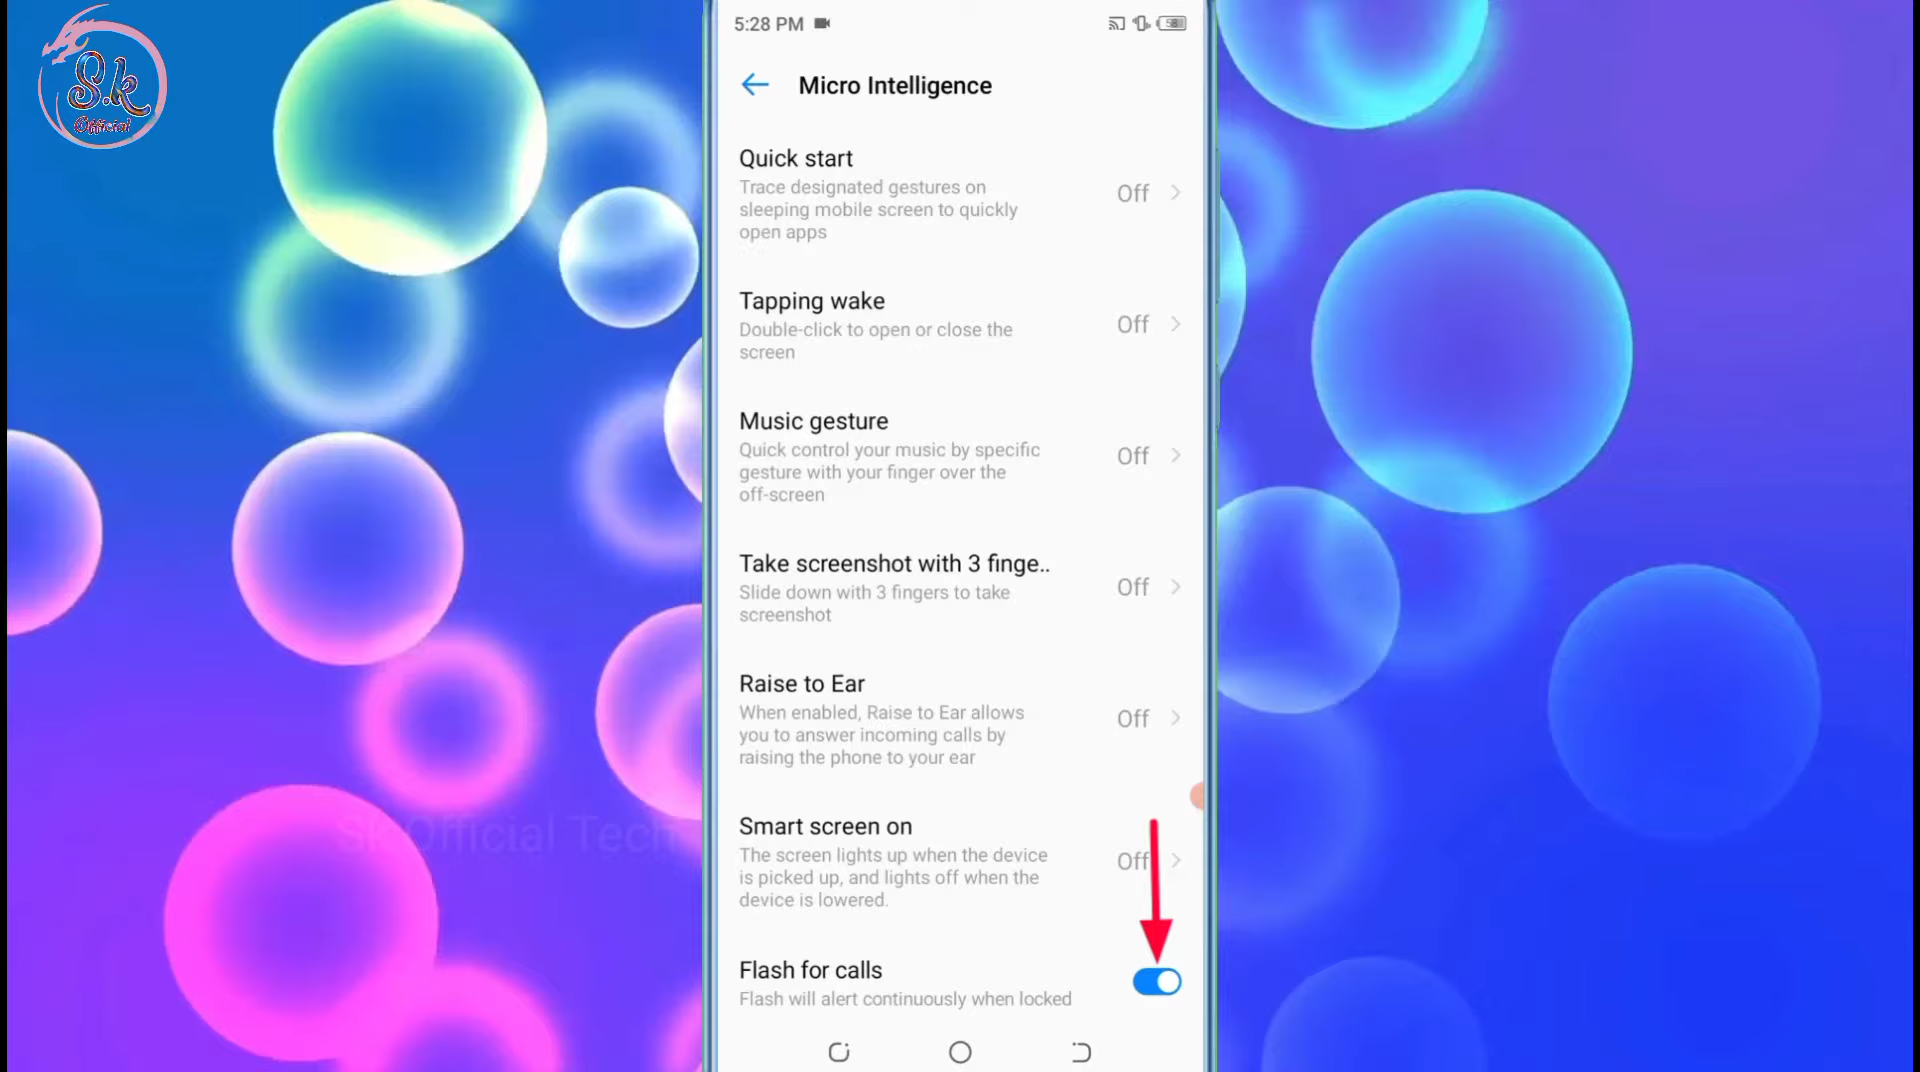 S.k
Official
5:28 PM
58
Micro Intelligence
Quick start
Trace designated gestures on
sleeping mobile screen to quickly
open apps
Off
Tapping wake
Double-click to open or close the
screen
Off
Music gesture
Quick control your music by specific
gesture with your finger over the
off-screen
Off
Take screenshot with 3 finge..
Slide down with 3 fingers to take
screenshot
Off
Raise to Ear
When enabled, Raise to Ear allows
you to answer incoming calls by
raising the phone to your ear
Off
Smart screen on
The screen lights up when the device
is picked up, and lights off when the
device is lowered.
Off
Sk Official Tech
Flash for calls
Flash will alert continuously when locked